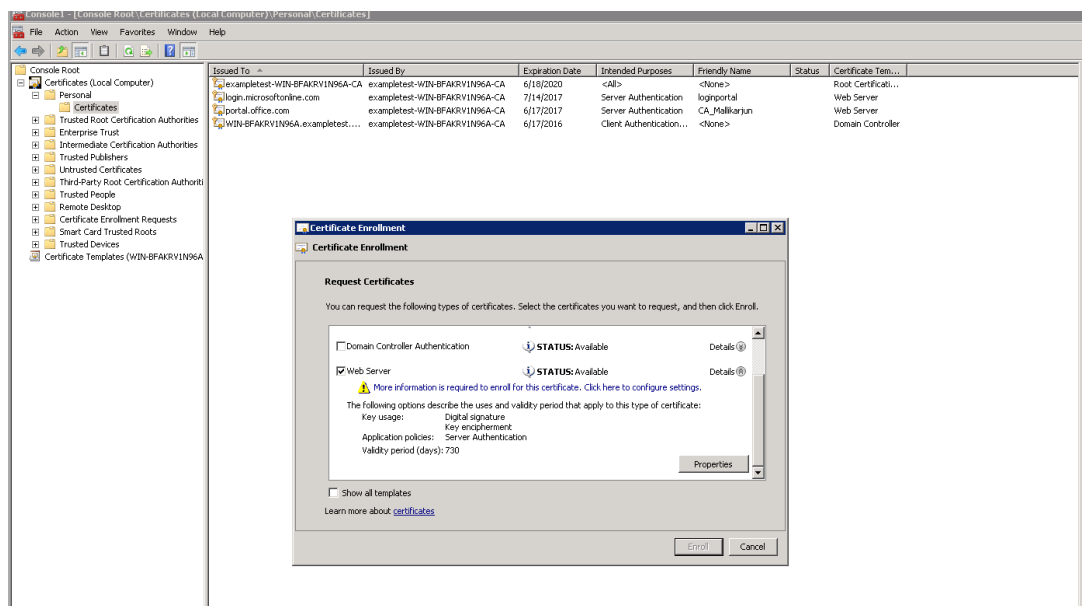 Console1 - [Console Root\Certificates (Local Computer)\Personal\Certificates]
File Action View Favorites Window Help
Console Root
Certificates (Local Computer)
Personal
Certificates
Trusted Root Certification Authorities
Enterprise Trust
Intermediate Certification Authorities
Trusted Publishers
Untrusted Certificates
Third-Party Root Certification Authoriti
Trusted People
Remote Desktop
Certificate Enrollment Requests
Smart Card Trusted Roots
Trusted Devices
Certificate Templates (WIN-BFAKRV1N96A
Issued To Issued By Expiration Date Intended Purposes Friendly Name Status Certificate Tem...
exampletest-WIN-BFAKRV1N96A-CA exampletest-WIN-BFAKRV1N96A-CA 6/18/2020 <All> <None> Root Certificati...
login.microsoftonline.com exampletest-WIN-BFAKRV1N96A-CA 7/14/2017 Server Authentication loginportal Web Server
portal.office.com exampletest-WIN-BFAKRV1N96A-CA 6/17/2017 Server Authentication CA_Mallikarjun Web Server
WIN-BFAKRV1N96A.exampletest.... exampletest-WIN-BFAKRV1N96A-CA 6/17/2016 Client Authentication... <None> Domain Controller
Certificate Enrollment
Certificate Enrollment
Request Certificates
You can request the following types of certificates. Select the certificates you want to request, and then click Enroll.
Domain Controller Authentication STATUS: Available Details
Web Server STATUS: Available Details
More information is required to enroll for this certificate. Click here to configure settings.
The following options describe the uses and validity period that apply to this type of certificate:
Key usage: Digital signature
Key encipherment
Application policies: Server Authentication
Validity period (days): 730
Properties
Show all templates
Learn more about certificates
Enroll Cancel